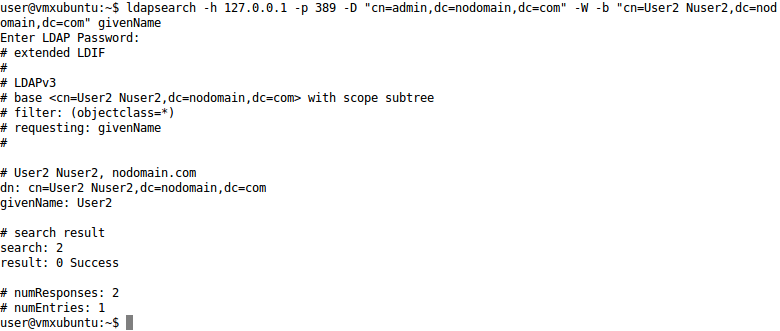 user@vmxubuntu:~$ ldapsearch -h 127.0.0.1 -p 389 -D "cn=admin,dc=nodomain,dc=com" -W -b "cn=User2 Nuser2,dc=nod
omain,dc=com" givenName
Enter LDAP Password:
# extended LDIF
#
# LDAPv3
# base <cn=User2 Nuser2,dc=nodomain,dc=com> with scope subtree
# filter: (objectclass=*)
# requesting: givenName
#

# User2 Nuser2, nodomain.com
dn: cn=User2 Nuser2,dc=nodomain,dc=com
givenName: User2

# search result
search: 2
result: 0 Success

# numResponses: 2
# numEntries: 1
user@vmxubuntu:~$